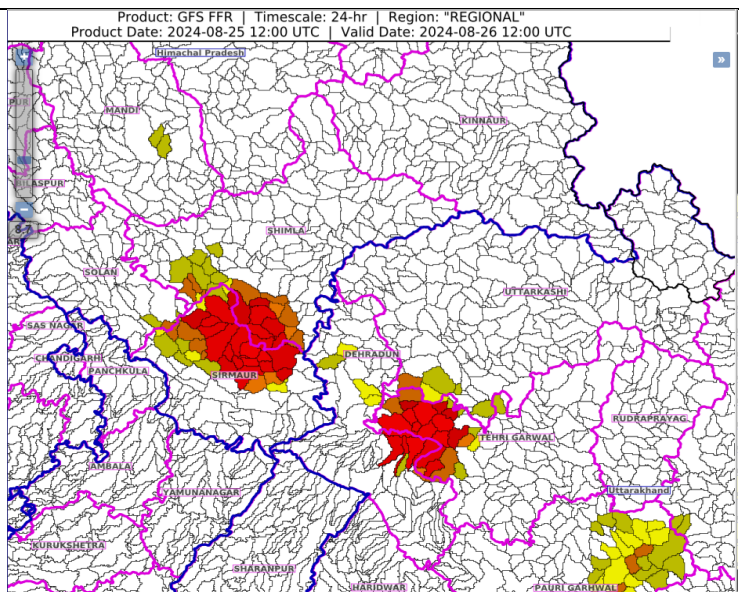 Product: GFS FFR | Timescale: 24-hr | Region: "REGIONAL"
Product Date: 2024-08-25 12:00 UTC | Valid Date: 2024-08-26 12:00 UTC
Himachal Pradesh
»
PUR
MANDI
KINNAUR
BILASPUR
SHIMLA
SOLAN
UTTARKASHI
SAS NAGAR
CHANDIGARH
DEHRADUN
PANCHKULA
SIRMAUR
RUDRAPRAYAG
TEHRI GARWAL
AMBALA
YAMUNANAGAR
Uttarakhand
KURUKSHETRA
SHARANPUR
HARIDWAR
PAURI GARHWAL